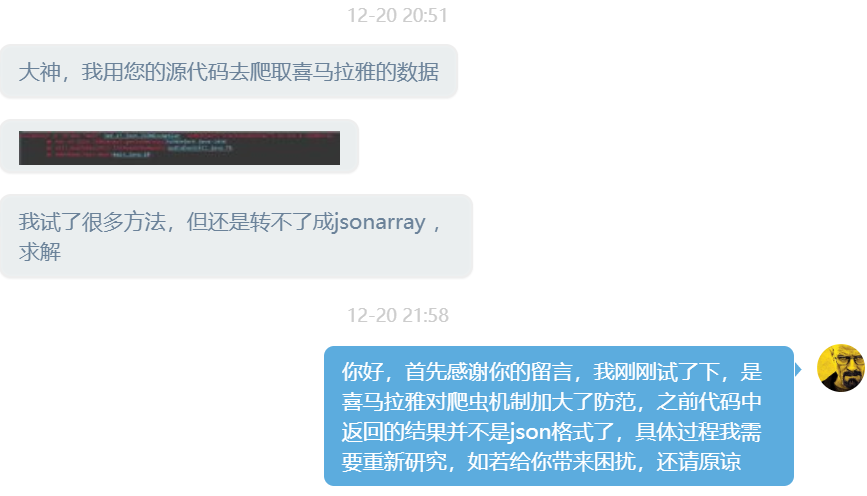 12-20 20:51
大神，我用您的源代码去爬取喜马拉雅的数据
我试了很多方法，但还是转不了成jsonarray，
求解
12-20 21:58
你好，首先感谢你的留言，我刚刚试了下，是
喜马拉雅对爬虫机制加大了防范，之前代码中
返回的结果并不是json格式了，具体过程我需
要重新研究，如若给你带来困扰，还请原谅